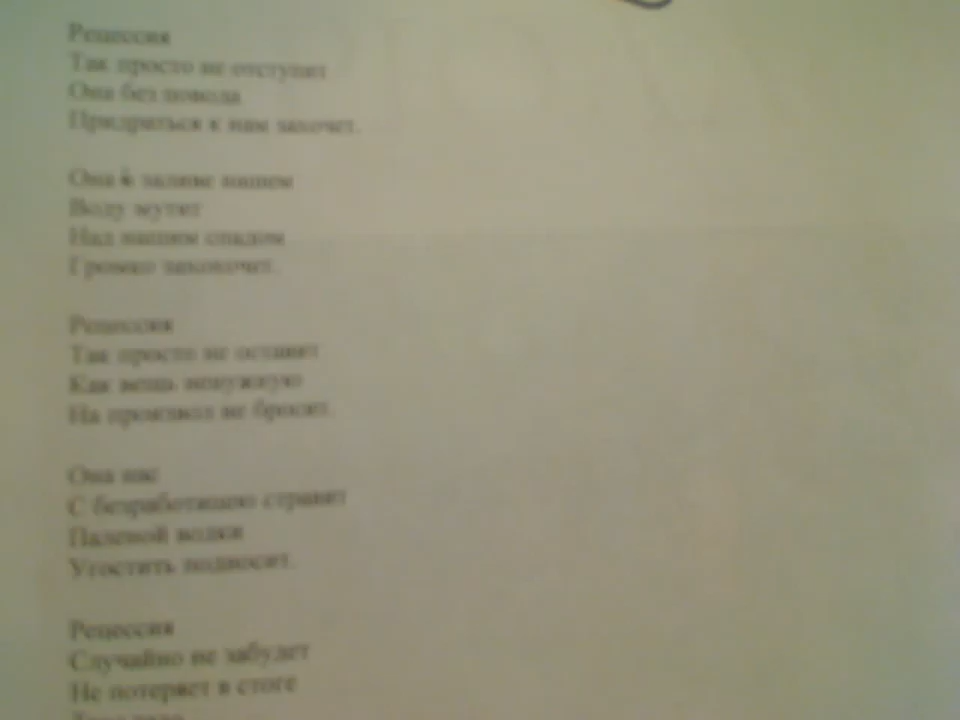 Рецессия
Так просто не отступит
Она без повода
Придраться к нам захочет.
Она в заливе нашем
Воду мутит
Над нашим спадом
Громко захохочет.
Рецессия
Так просто не оставит
Как вещь ненужную
На произвол не бросит.
Она нас
С безработицею стравит
Паленой водки
Угостить подносит.
Рецессия
Случайно не забудет
Не потеряет в стоге